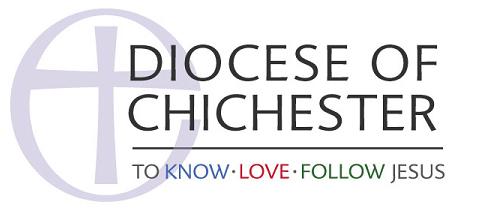 DIOCESE OF
CHICHESTER
TO KNOW·LOVE·FOLLOW JESUS